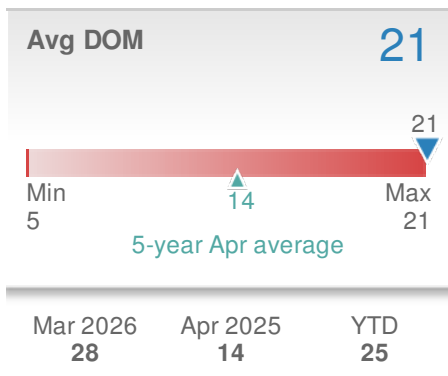 Avg DOM 21
21
Min Max
5 14 21
5-year Apr average
Mar 2026 Apr 2025 YTD
28 14 25